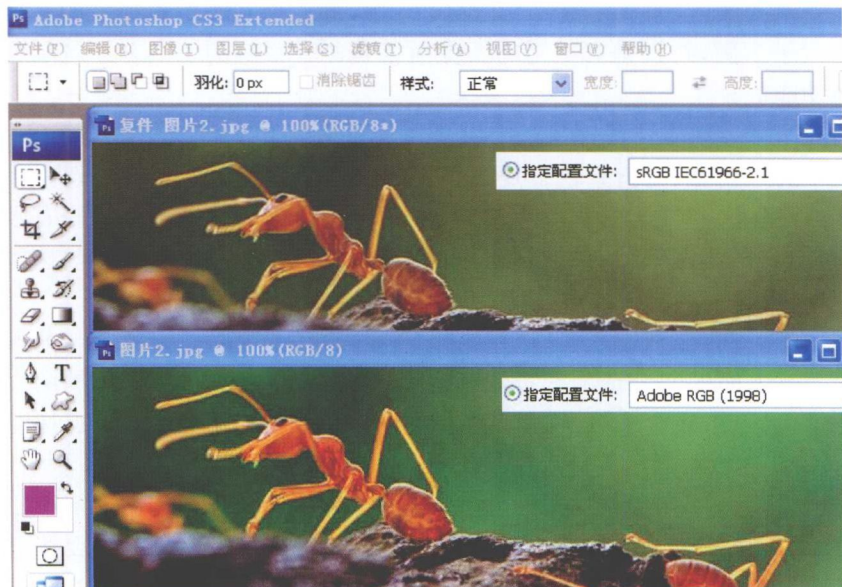 Ps Adobe Photoshop CS3 Extended
文件(F) 编辑(E) 图像(I) 图层(L) 选择(S) 滤镜(T) 分析(A) 视图(V) 窗口(W) 帮助(H)
羽化: 0 px 消除锯齿 样式: 正常 宽度: 高度:
Ps
复件 图片2.jpg @ 100%(RGB/8*)
指定配置文件: sRGB IEC61966-2.1
图片2.jpg @ 100%(RGB/8)
指定配置文件: Adobe RGB (1998)